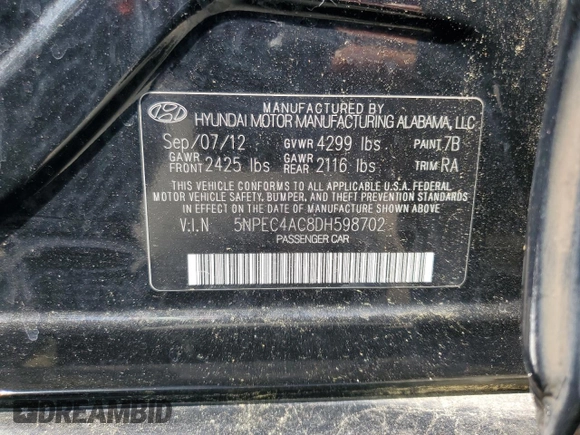 MANUFACTURED BY
HYUNDAI MOTOR MANUFACTURING ALABAMA, LLC
Sep/07/12 GVWR 4299 lbs PAINT 7B
GAWR FRONT 2425 lbs GAWR REAR 2116 lbs TRIM RA
THIS VEHICLE CONFORMS TO ALL APPLICABLE U.S.A. FEDERAL
MOTOR VEHICLE SAFETY, BUMPER, AND THEFT PREVENTION STANDARDS
IN EFFECT ON THE DATE OF MANUFACTURE SHOWN ABOVE.
V.I.N 5NPEC4AC8DH598702
PASSENGER CAR
DREAMBID